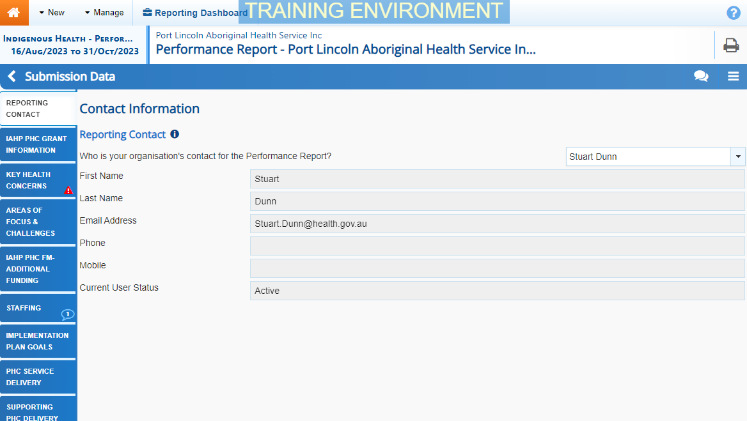 New
Manage
Reporting Dashboard
TRAINING ENVIRONMENT
?
Indigenous Health - Perfor...
16/Aug/2023 to 31/Oct/2023
Port Lincoln Aboriginal Health Service Inc
Performance Report - Port Lincoln Aboriginal Health Service In...
Submission Data
REPORTING
CONTACT
IAHP PHC GRANT
INFORMATION
KEY HEALTH
CONCERNS
AREAS OF
FOCUS &
CHALLENGES
IAHP PHC FM-
ADDITIONAL
FUNDING
STAFFING
1
IMPLEMENTATION
PLAN GOALS
PHC SERVICE
DELIVERY
SUPPORTING
PHC DELIVERY
Contact Information
Reporting Contact
Who is your organisation's contact for the Performance Report?
Stuart Dunn
First Name
Stuart
Last Name
Dunn
Email Address
Stuart.Dunn@health.gov.au
Phone
Mobile
Current User Status
Active